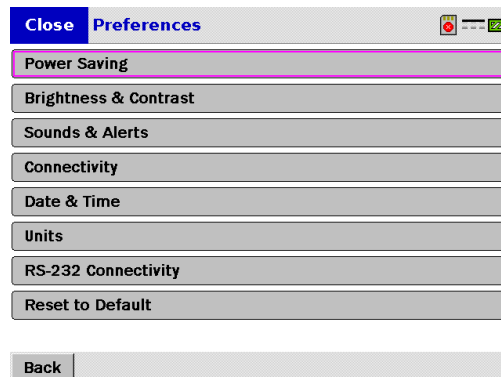 Close Preferences
Power Saving
Brightness & Contrast
Sounds & Alerts
Connectivity
Date & Time
Units
RS-232 Connectivity
Reset to Default
Back